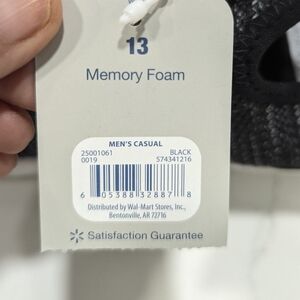 13
Memory Foam
MEN'S CASUAL
25001061 BLACK
0019 574341216
6 05388 32887 8
Distributed by Wal-Mart Stores, Inc.,
Bentonville, AR 72716
Satisfaction Guarantee